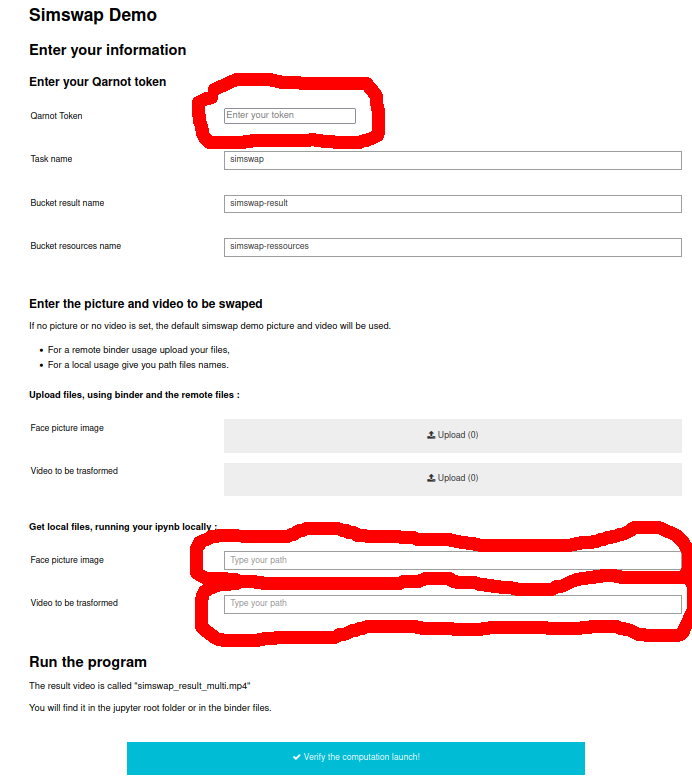 Simswap Demo
Enter your information
Enter your Qarnot token
Qarnot Token
Enter your token
Task name
simswap
Bucket result name
simswap-result
Bucket resources name
simswap-ressources
Enter the picture and video to be swaped
If no picture or no video is set, the default simswap demo picture and video will be used.
• For a remote binder usage upload your files,
• For a local usage give you path files names.
Upload files, using binder and the remote files :
Face picture image
Upload (0)
Video to be trasformed
Upload (0)
Get local files, running your ipynb locally :
Face picture image
Type your path
Video to be trasformed
Type your path
Run the program
The result video is called "simswap_result_multi.mp4"
You will find it in the jupyter root folder or in the binder files.
✔ Verify the computation launch!